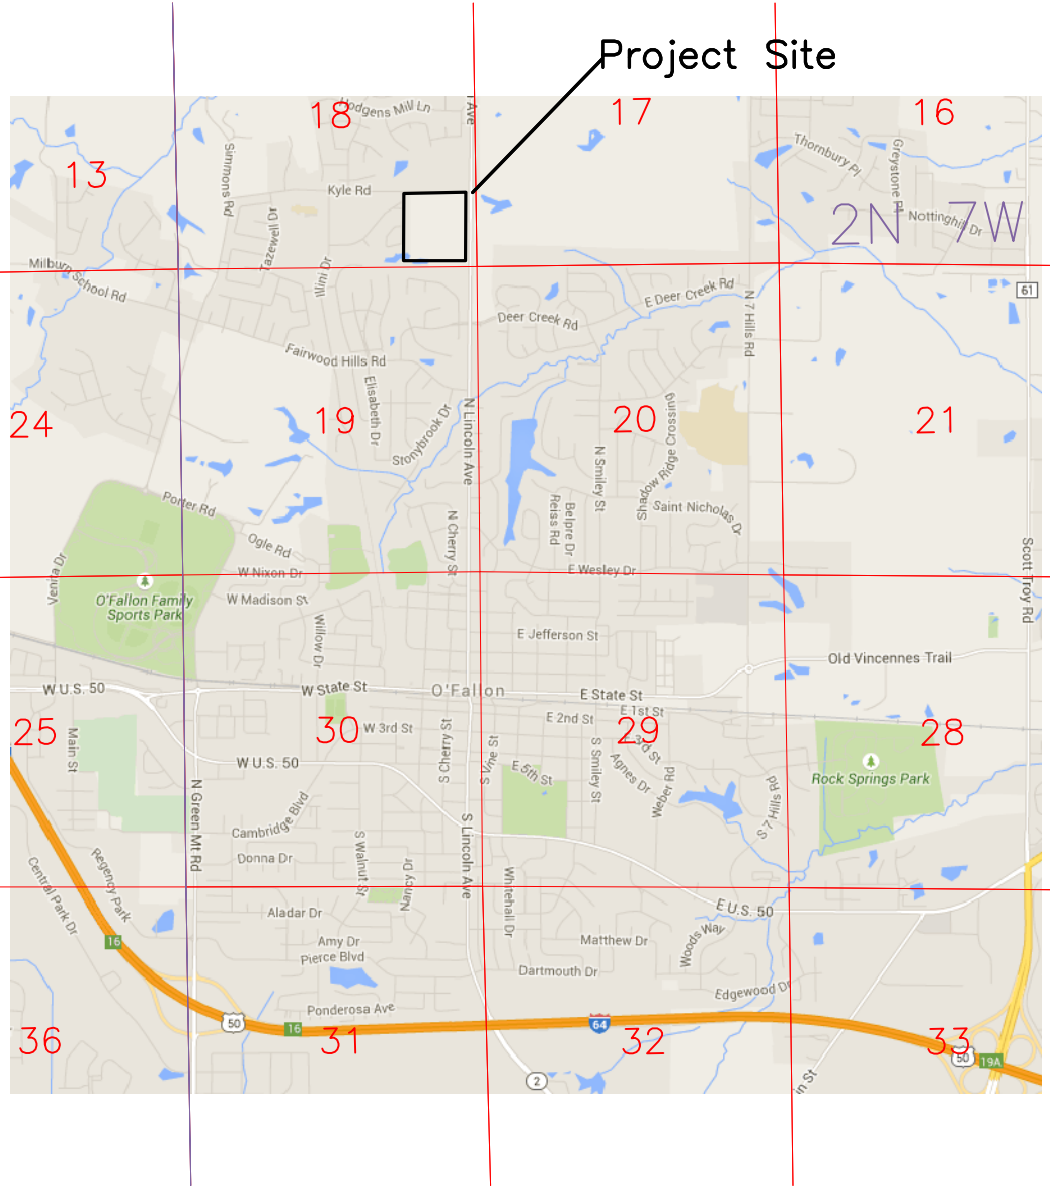 Project Site
18
Hodgens Mill Ln
Ave
17
16
13
Simmons Rd
Thornbury Pl
Greystone Pl
Kyle Rd
Tazewell Dr
2N 7W
Nottinghill Dr
Milburn School Rd
Mini Dr
E Deer Creek Rd
61
Deer Creek Rd
N 7 Hills Rd
Fairwood Hills Rd
Elisabeth Dr
Stonybrook Dr
N Lincoln Ave
24
19
20
21
Shadow Ridge Crossing
N Smiley St
Porter Rd
Reiss Rd
Belpre Dr
Saint Nicholas Dr
N Cherry St
Ogle Rd
Scott Troy Rd
Venita Dr
W Nixon Dr
E Wesley Dr
O'Fallon Family
Sports Park
W Madison St
Willow Dr
E Jefferson St
Old Vincennes Trail
W U.S. 50
W State St
O'Fallon
E State St
E 1st St
E 2nd St
25
30
W 3rd St
29
3rd St
28
Main St
S Cherry St
S Vine St
W U.S. 50
E 5th St
S Smiley St
Agnes Dr
Weber Rd
S 7 Hills Rd
Rock Springs Park
N Green Mt Rd
Cambridge Blvd
S Lincoln Ave
Donna Dr
S Walnut St
Nancy Dr
Regency Park
Central Park Dr
Whitehall Dr
Aladar Dr
E U.S. 50
16
Amy Dr
Pierce Blvd
Matthew Dr
Woods Way
Dartmouth Dr
Edgewood Dr
Ponderosa Ave
50
16
64
36
31
32
33
50
19A
2
in St